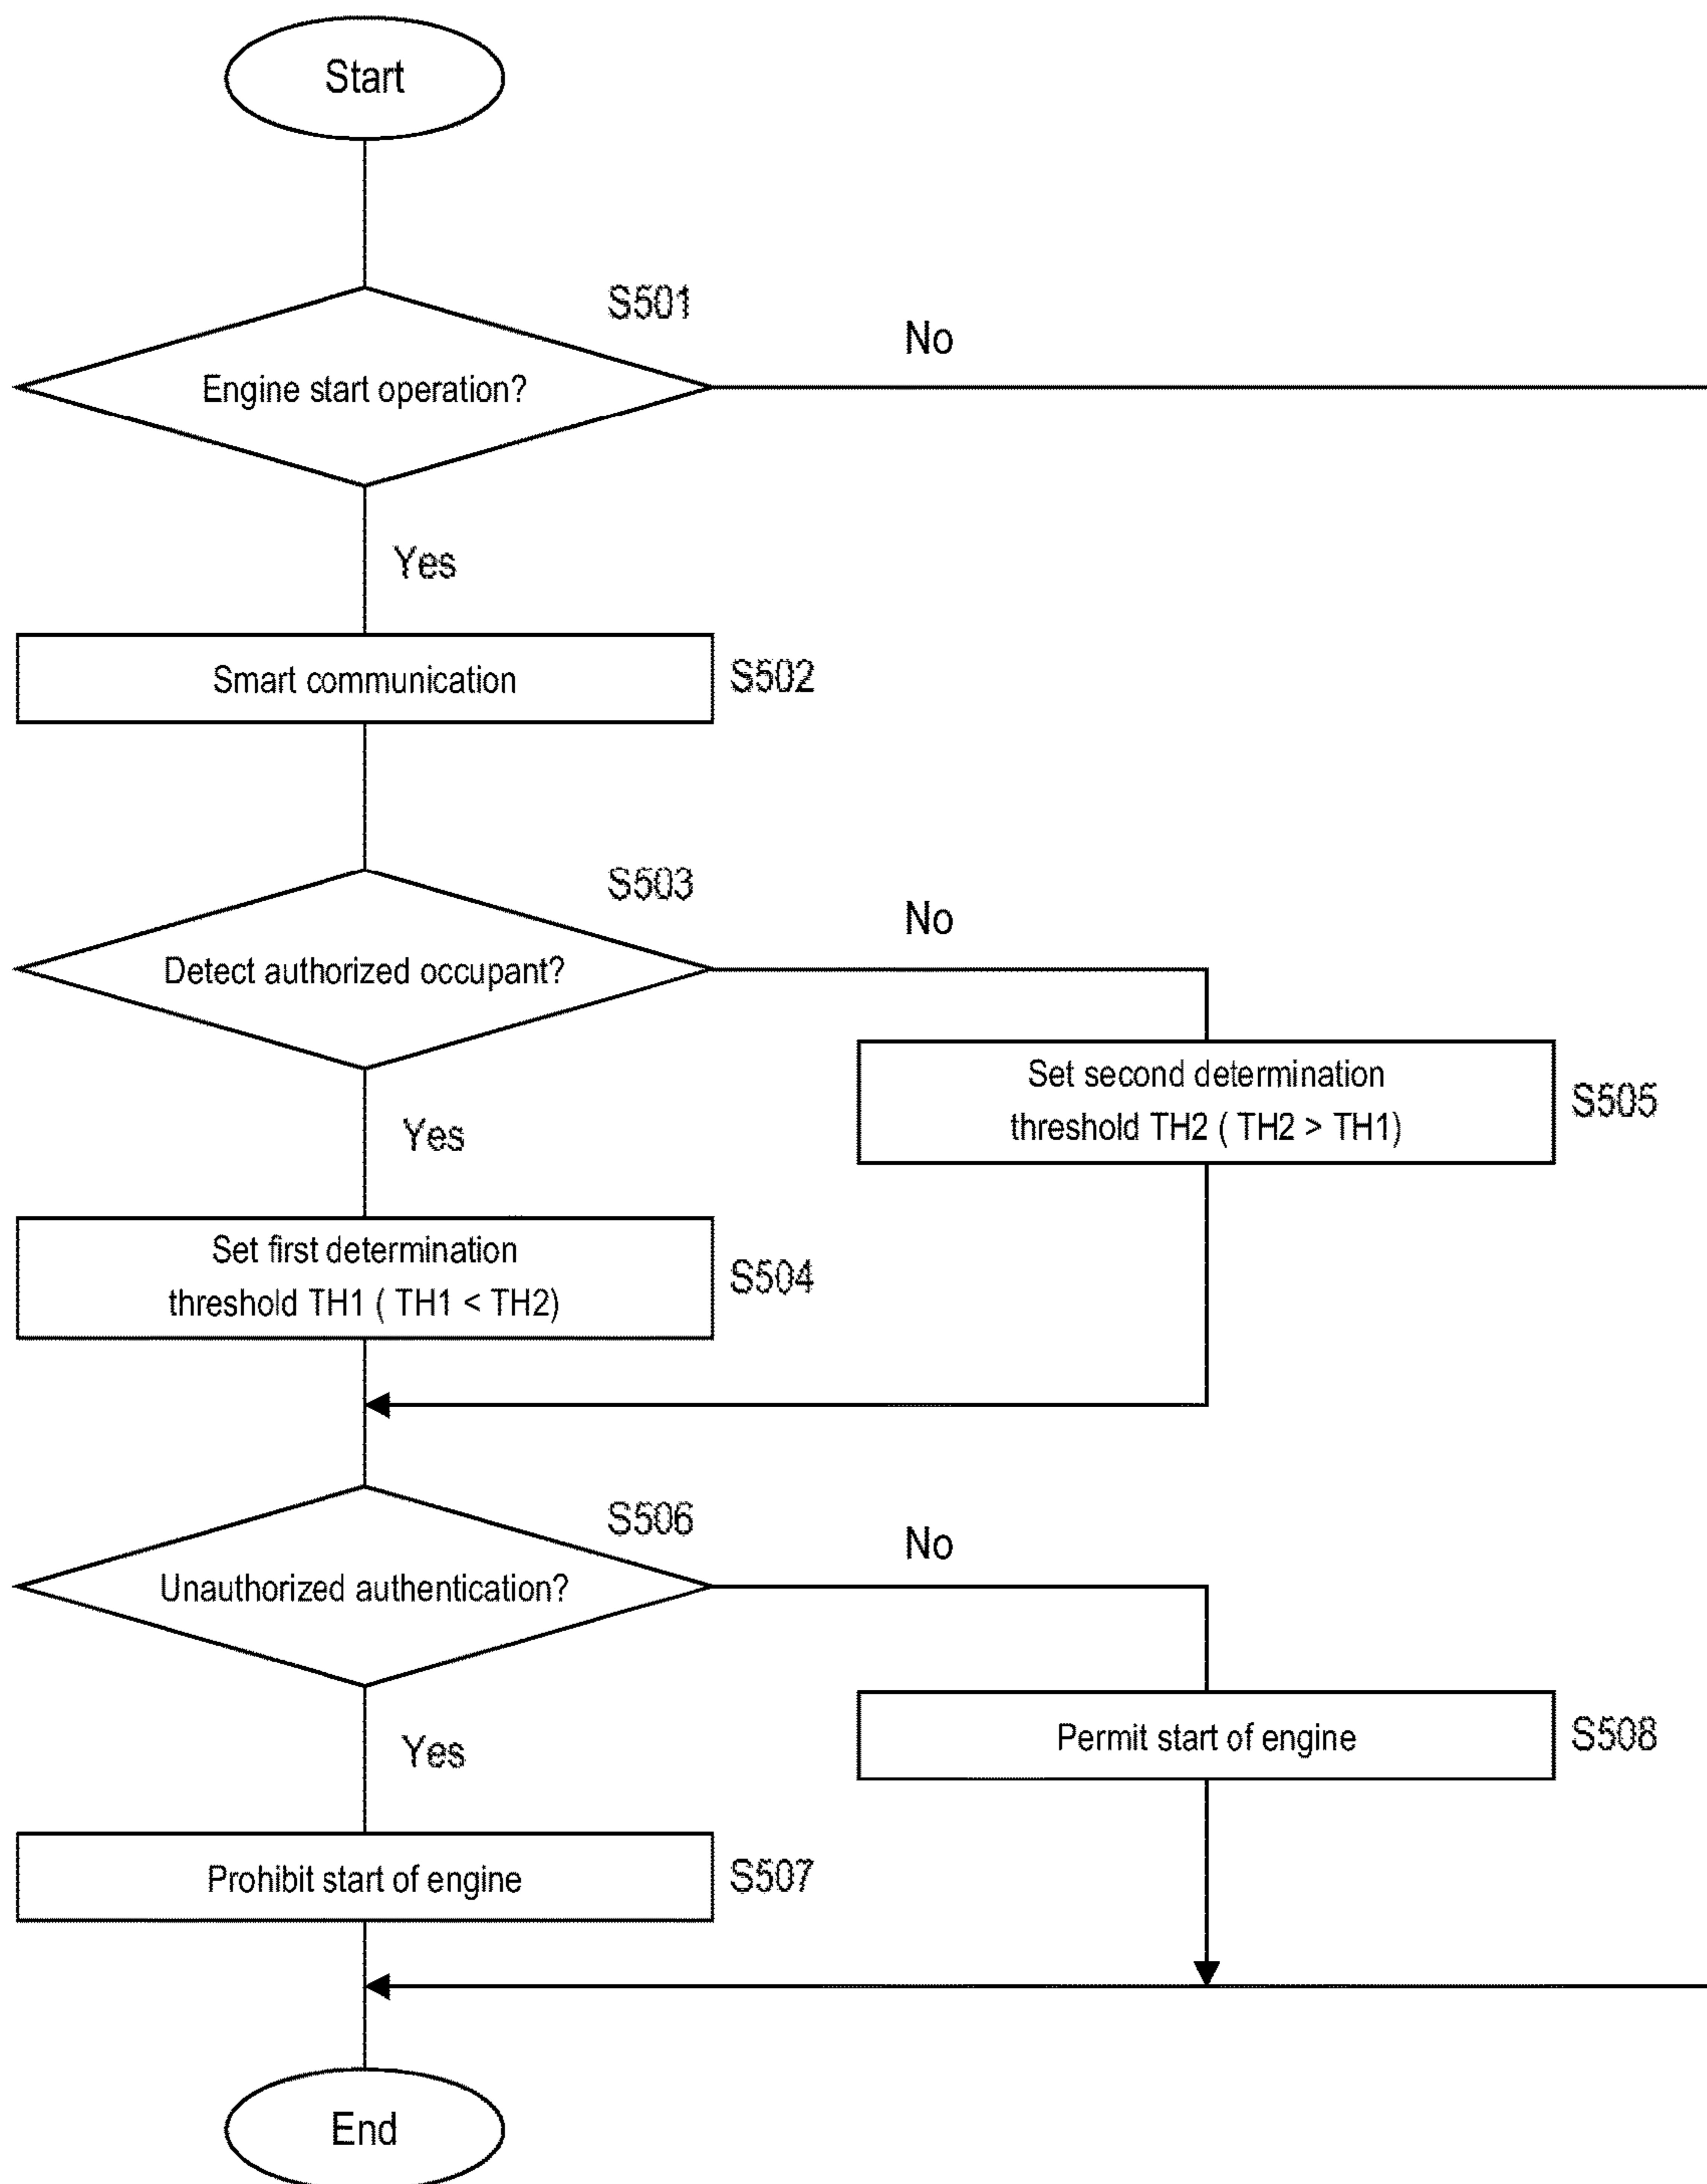 Start
S501
No
Engine start operation?
Yes
Smart communication
S502
S503
No
Detect authorized occupant?
Set second determination
threshold TH2 ( TH2 > TH1)
S505
Yes
Set first determination
threshold TH1 ( TH1 < TH2)
S504
S506
No
Unauthorized authentication?
Permit start of engine
S508
Yes
Prohibit start of engine
S507
End